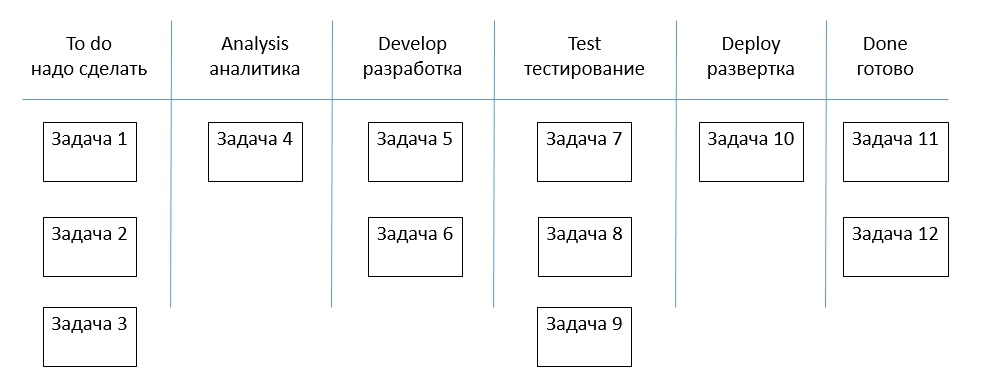 To do
надо сделать
Analysis
аналитика
Develop
разработка
Test
тестирование
Deploy
развертка
Done
готово
Задача 1
Задача 4
Задача 5
Задача 7
Задача 10
Задача 11
Задача 2
Задача 6
Задача 8
Задача 12
Задача 3
Задача 9